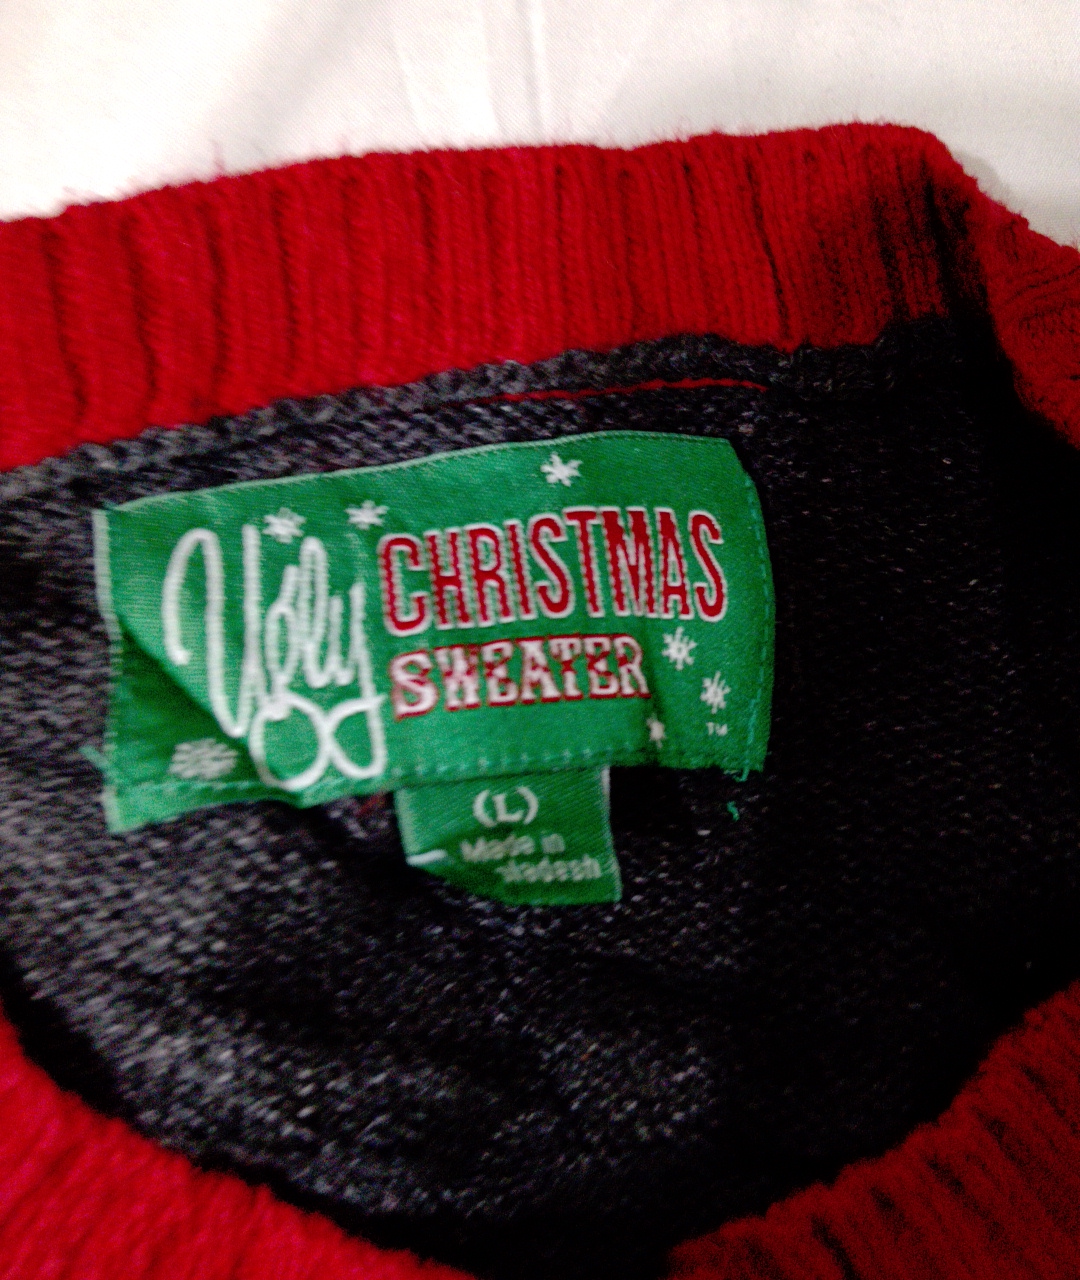 Ugly CHRISTMAS
SWEATER
TM
(L)
Made in